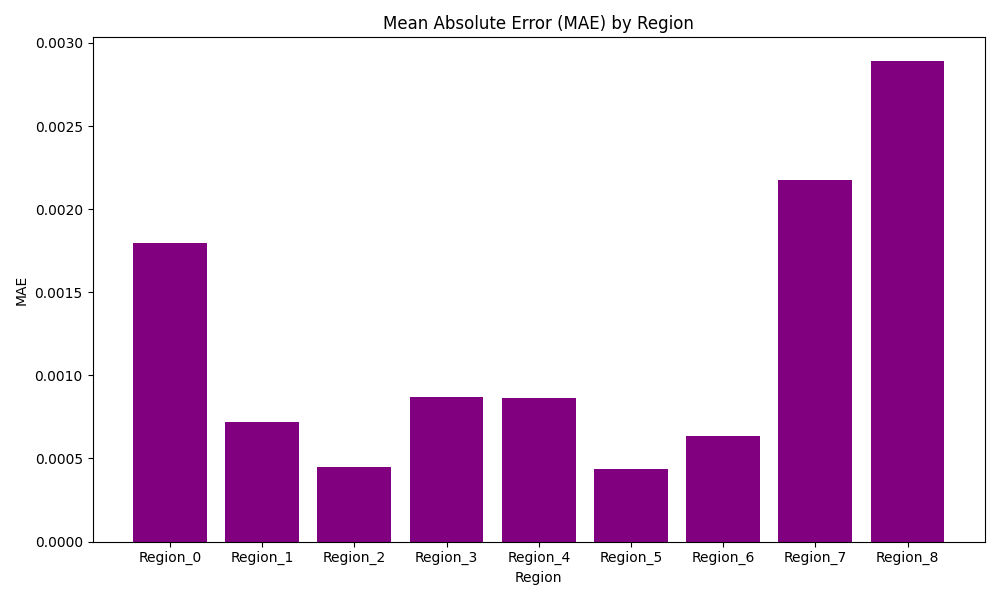 Mean Absolute Error (MAE) by Region
MAE
0.0030
0.0025
0.0020
0.0015
0.0010
0.0005
0.0000
Region_0 Region_1 Region_2 Region_3 Region_4 Region_5 Region_6 Region_7 Region_8
Region